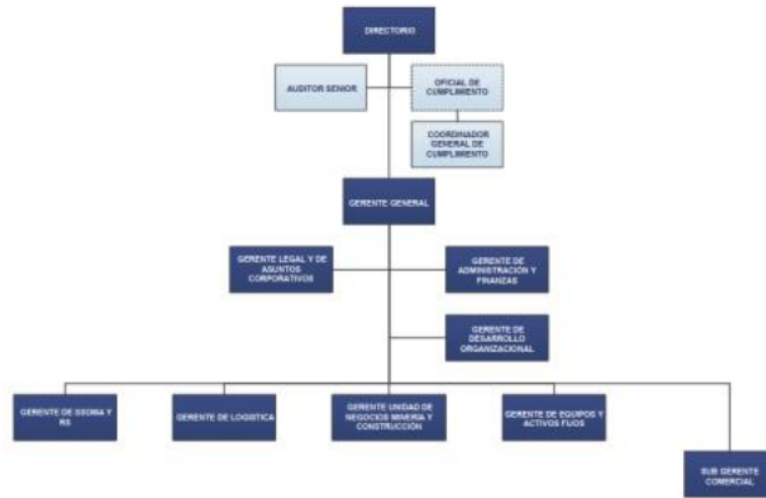 DIRECTORIO
AUDITOR SENIOR
OFICIAL DE
CUMPLIMIENTO
COORDINADOR
GENERAL DE
CUMPLIMIENTO
GERENTE GENERAL
GERENTE LEGAL Y DE
ASUNTOS
CORPORATIVOS
GERENTE DE
ADMINISTRACIÓN Y
FINANZAS
GERENTE DE
DESARROLLO
ORGANIZACIONAL
GERENTE DE SSOMA Y
RS
GERENTE DE LOGISTICA
GERENTE UNIDAD DE
NEGOCIOS MINERIA Y
CONSTRUCCIÓN
GERENTE DE EQUIPOS Y
ACTIVOS FIJOS
SUB GERENTE
COMERCIAL